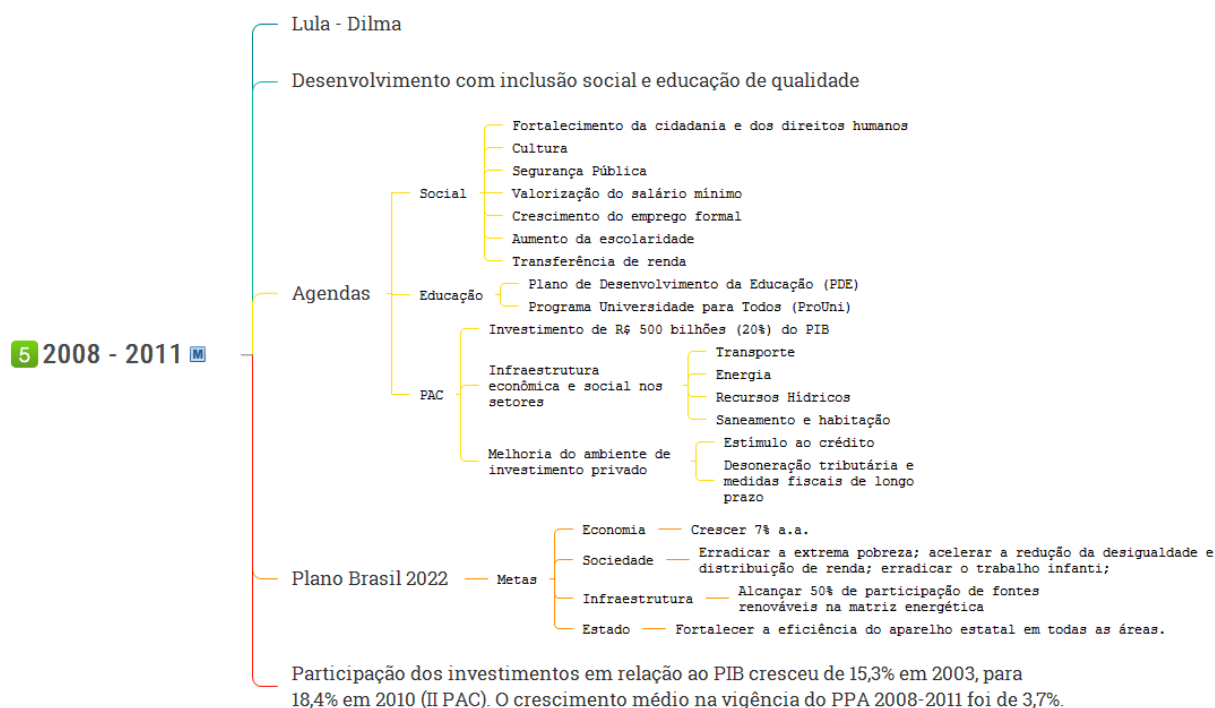 Lula - Dilma
Desenvolvimento com inclusão social e educação de qualidade
Fortalecimento da cidadania e dos direitos humanos
Cultura
Segurança Pública
Social
Valorização do salário mínimo
Crescimento do emprego formal
Aumento da escolaridade
Transferência de renda
Agendas
Educação
Plano de Desenvolvimento da Educação (PDE)
Programa Universidade para Todos (ProUni)
5 2008 - 2011 M
PAC
Investimento de R$ 500 bilhões (20%) do PIB
Infraestrutura
econômica e social nos
setores
Transporte
Energia
Recursos Hídricos
Saneamento e habitação
Melhoria do ambiente de
investimento privado
Estímulo ao crédito
Desoneração tributária e
medidas fiscais de longo
prazo
Plano Brasil 2022
Metas
Economia
Crescer 7% a.a.
Sociedade
Erradicar a extrema pobreza; acelerar a redução da desigualdade e
distribuição de renda; erradicar o trabalho infanti;
Infraestrutura
Alcançar 50% de participação de fontes
renováveis na matriz energética
Estado
Fortalecer a eficiência do aparelho estatal em todas as áreas.
Participação dos investimentos em relação ao PIB cresceu de 15,3% em 2003, para
18,4% em 2010 (II PAC). O crescimento médio na vigência do PPA 2008-2011 foi de 3,7%.